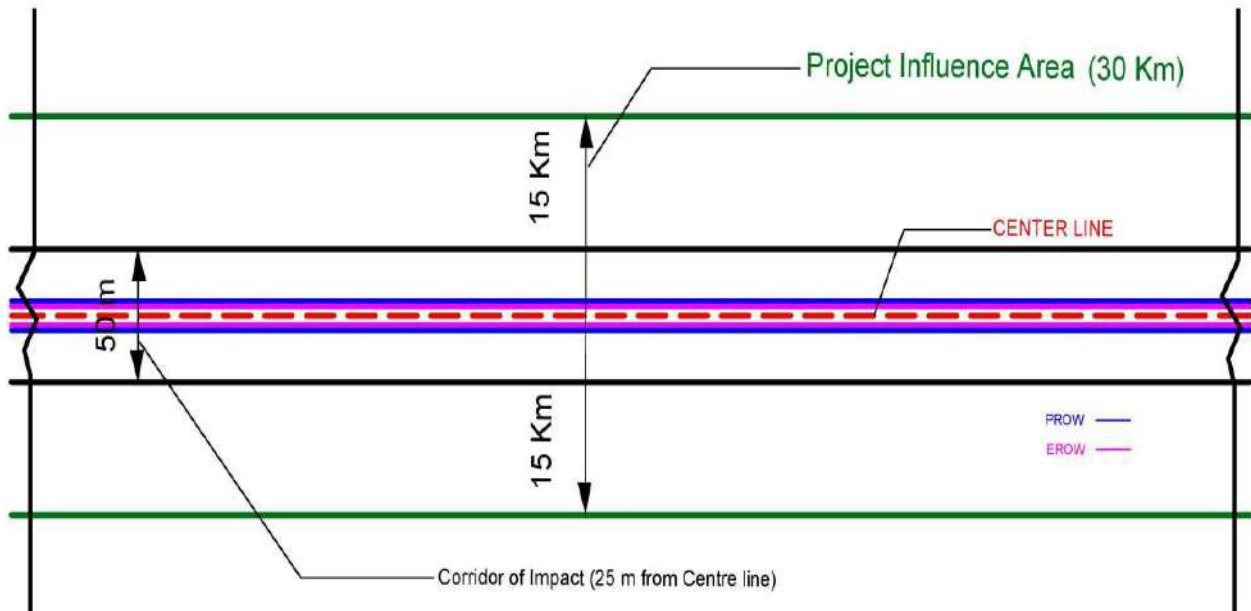 Project Influence Area (30 Km)
15 Km
CENTER LINE
50 m
15 Km
PROW
EROW
Corridor of Impact (25 m from Centre line)